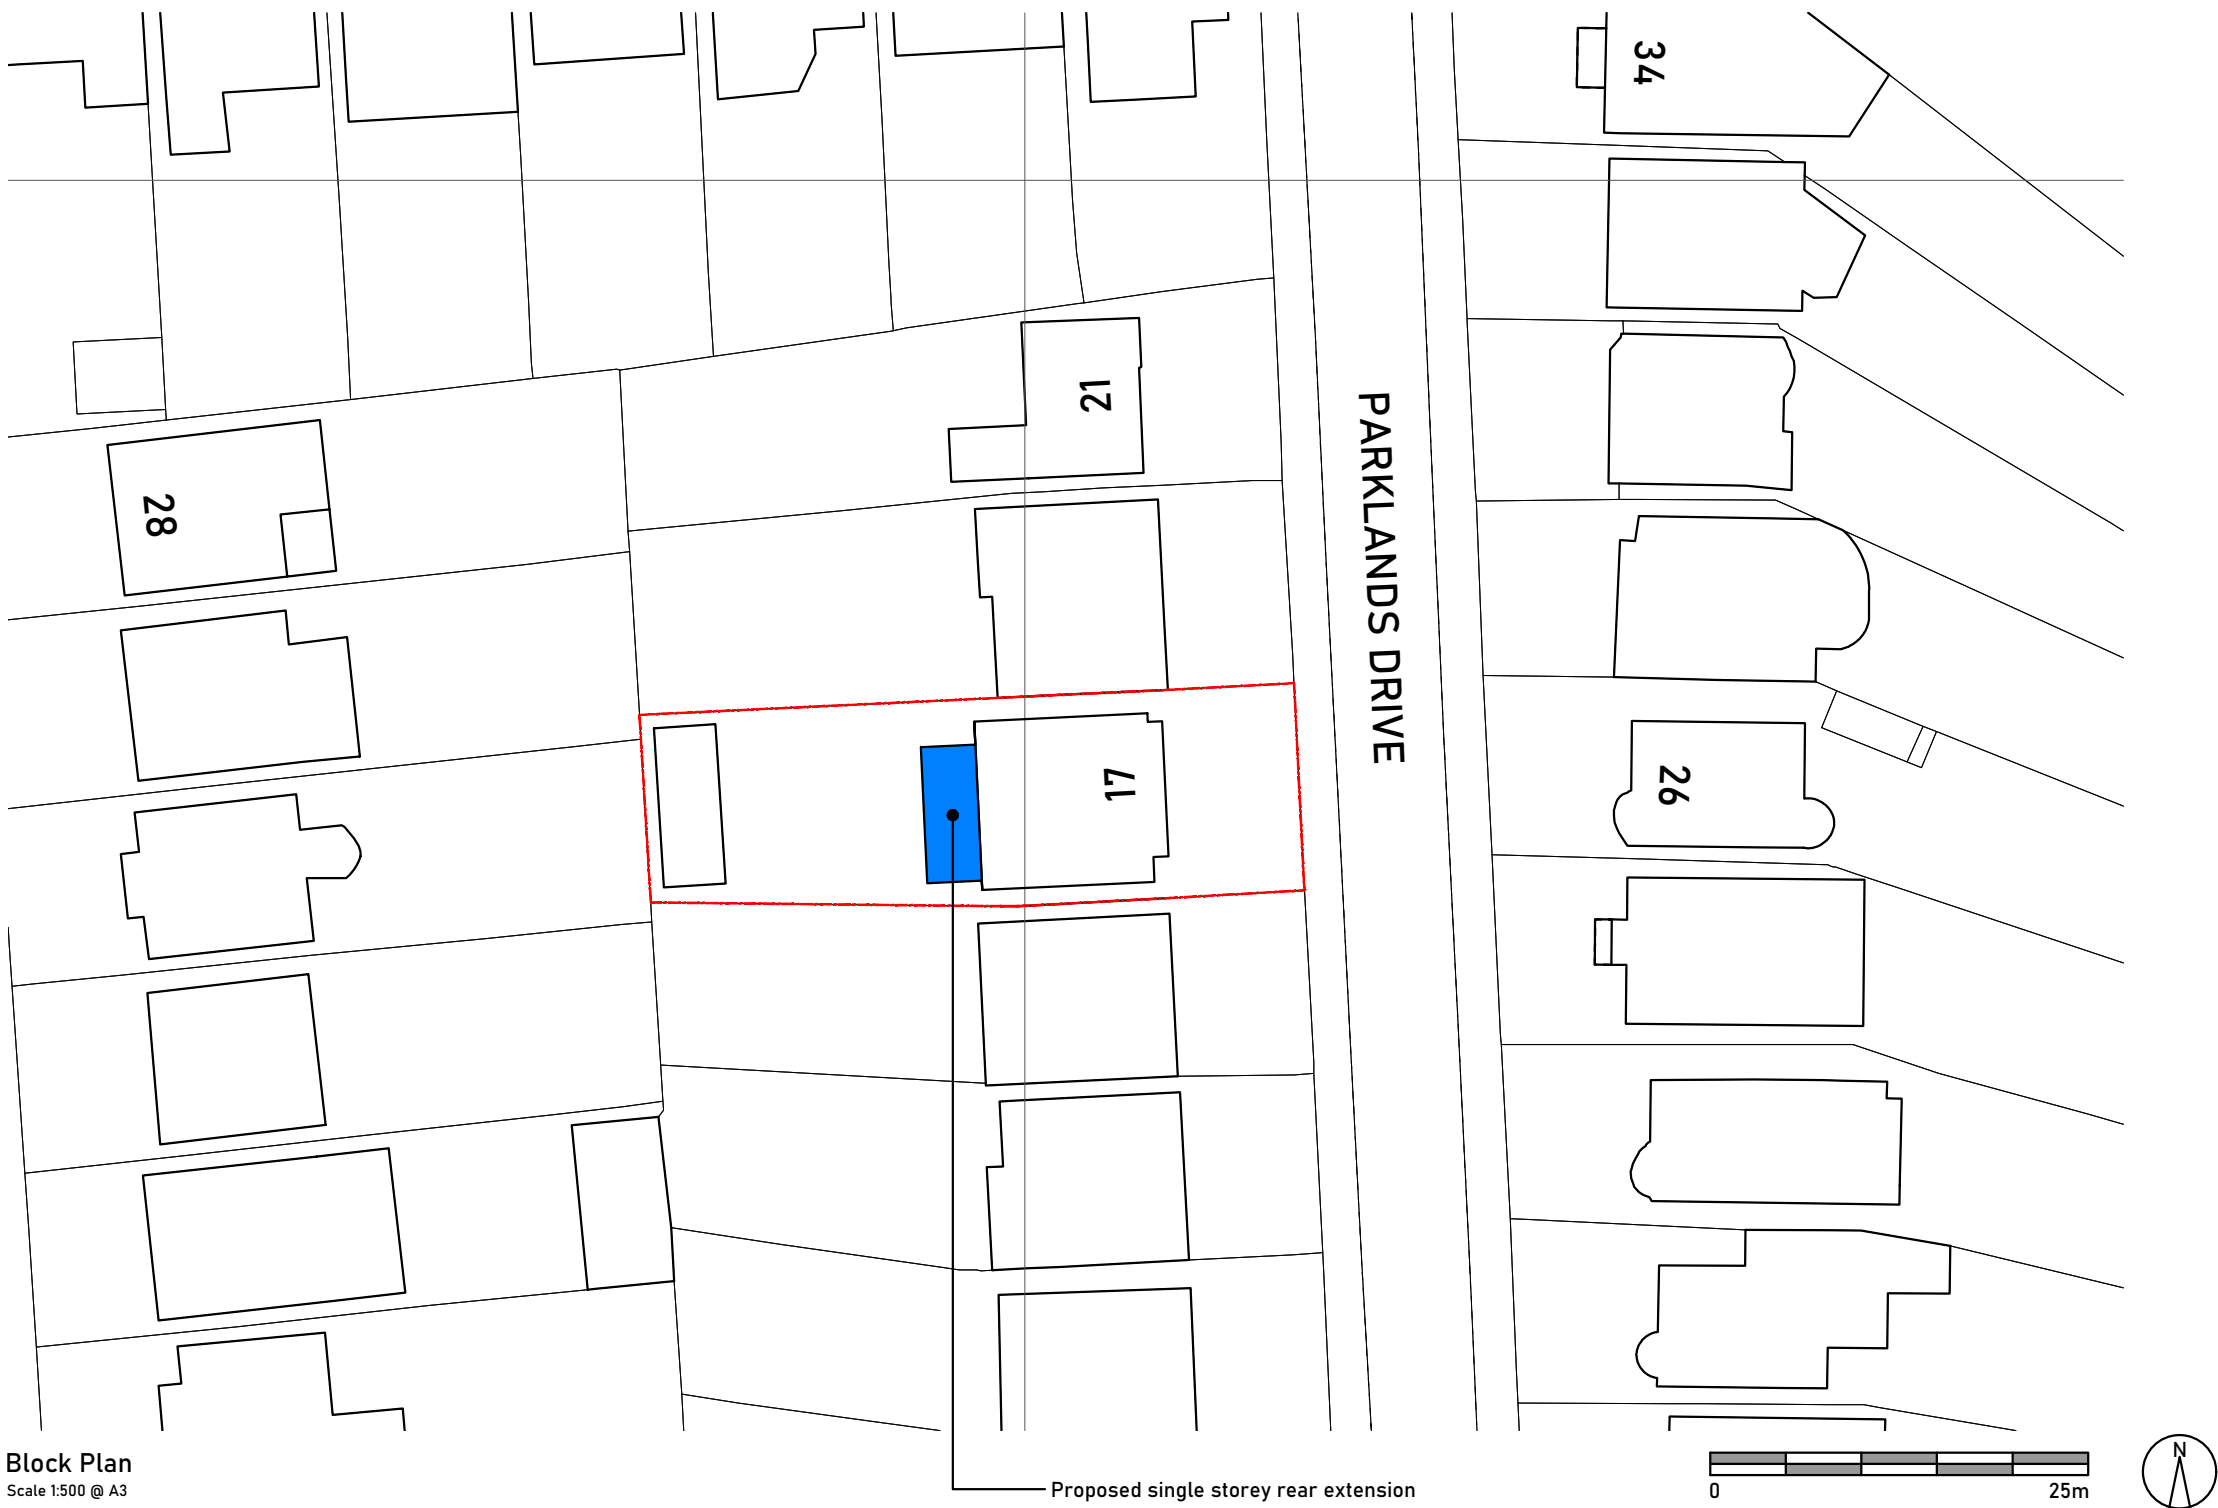 34
21
PARKLANDS DRIVE
28
17
26
Block Plan
Scale 1:500 @ A3
Proposed single storey rear extension
0 25m
N